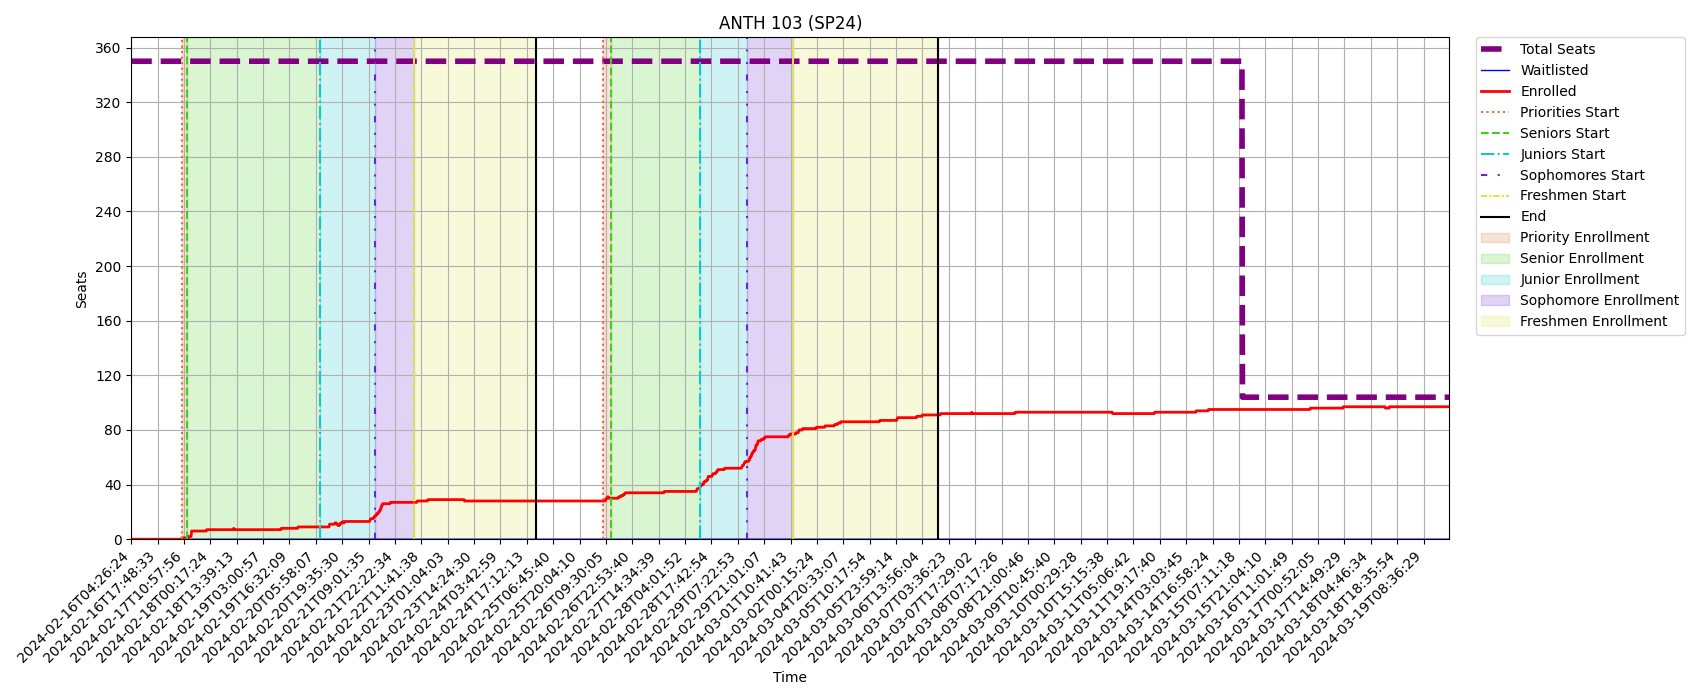 ANTH 103 (SP24)
360
320
280
240
200
160
120
80
40
0
Seats
2024-02-16T04:26:24
2024-02-16T17:48:33
2024-02-17T10:57:56
2024-02-18T00:17:24
2024-02-18T13:39:13
2024-02-19T03:00:57
2024-02-19T16:32:09
2024-02-20T05:58:07
2024-02-20T19:35:30
2024-02-21T09:01:35
2024-02-21T22:22:34
2024-02-22T11:41:38
2024-02-23T01:04:03
2024-02-23T14:24:30
2024-02-24T03:42:59
2024-02-24T17:12:13
2024-02-25T06:45:40
2024-02-25T20:04:10
2024-02-26T09:30:05
2024-02-26T22:53:40
2024-02-27T14:34:39
2024-02-28T04:01:52
2024-02-28T17:42:54
2024-02-29T07:22:53
2024-02-29T21:01:07
2024-03-01T10:41:43
2024-03-02T00:15:24
2024-03-04T20:33:07
2024-03-05T10:17:54
2024-03-05T23:59:14
2024-03-06T13:56:04
2024-03-07T03:36:23
2024-03-07T17:29:02
2024-03-08T07:17:26
2024-03-08T21:00:46
2024-03-09T10:45:40
2024-03-10T00:29:28
2024-03-10T15:15:38
2024-03-11T05:06:42
2024-03-11T19:17:40
2024-03-14T03:03:45
2024-03-14T16:58:24
2024-03-15T07:11:18
2024-03-15T21:04:10
2024-03-16T11:01:49
2024-03-17T00:52:05
2024-03-17T14:49:29
2024-03-18T04:46:34
2024-03-18T18:35:54
2024-03-19T08:36:29
Time
Total Seats
Waitlisted
Enrolled
Priorities Start
Seniors Start
Juniors Start
Sophomores Start
Freshmen Start
End
Priority Enrollment
Senior Enrollment
Junior Enrollment
Sophomore Enrollment
Freshmen Enrollment